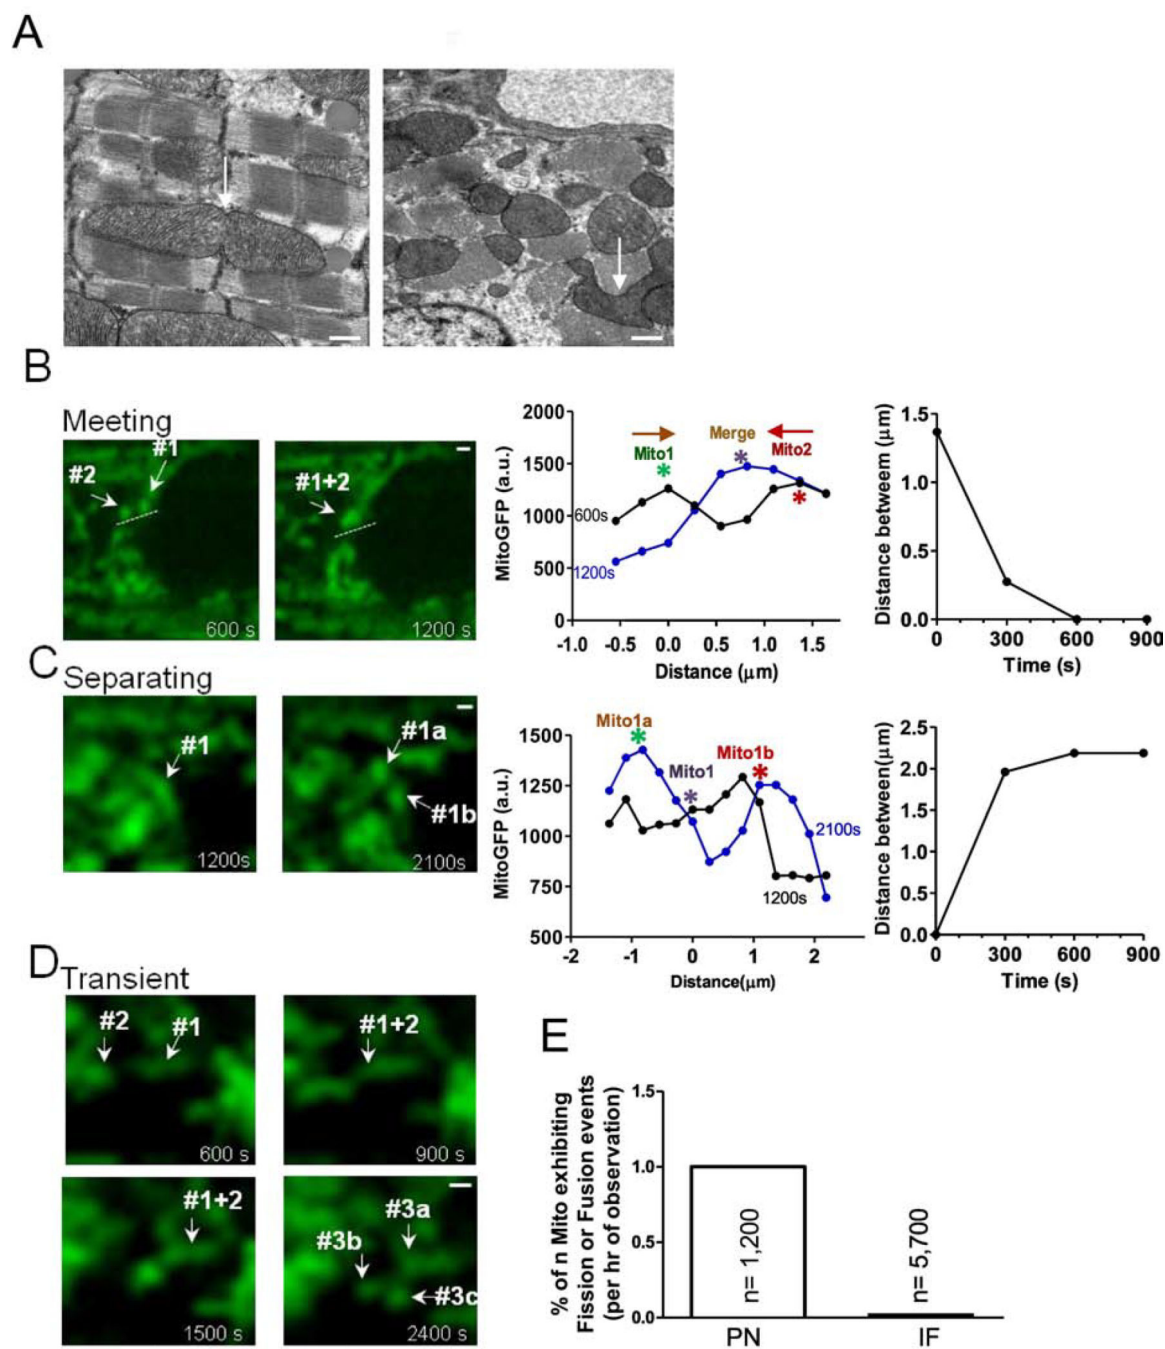 A
B
Meeting
#1
#2
600 s
#1+2
1200 s
MitoGFP (a.u.)
2000
1500
1000
500
0
-1.0
-0.5
0.0
0.5
1.0
1.5
Distance (μm)
Mito1
*
Merge
*
Mito2
*
600s
1200s
Distance betweem (μm)
1.5
1.0
0.5
0.0
0
300
600
900
Time (s)
C
Separating
#1
1200s
#1a
#1b
2100s
MitoGFP (a.u.)
1500
1250
1000
750
500
-2
-1
0
1
2
Distance(μm)
Mito1a
*
Mito1
*
Mito1b
*
2100s
1200s
Distance between(μm)
2.5
2.0
1.5
1.0
0.5
0.0
0
300
600
900
Time (s)
D
Transient
#2
#1
600 s
#1+2
900 s
#1+2
1500 s
#3a
#3b
#3c
2400 s
E
% of n Mito exhibiting
Fission or Fusion events
(per hr of observation)
1.5
1.0
0.5
0.0
n= 1,200
n= 5,700
PN
IF